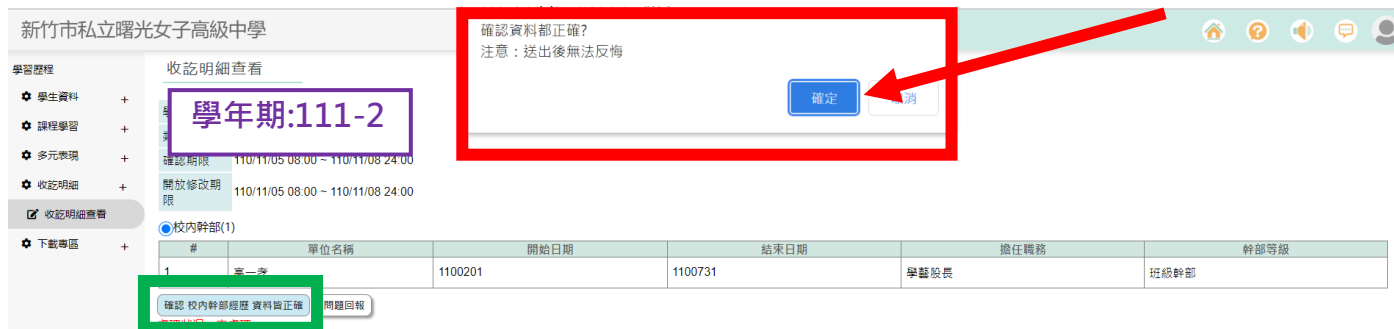 新竹市私立曙光女子高級中學
確認資料都正確?
注意：送出後無法反悔
確定
消
學習歷程
學生資料 +
課程學習 +
多元表現 +
收訖明細 +
收訖明細查看
下載專區 +
收訖明細查看
學年期:111-2
確認期限 110/11/05 08:00 ~ 110/11/08 24:00
開放修改期限 110/11/05 08:00 ~ 110/11/08 24:00
校內幹部(1)
# 單位名稱 開始日期 結束日期 擔任職務 幹部等級
1 高一孝 1100201 1100731 學藝股長 班級幹部
確認 校內幹部經歷 資料皆正確 問題回報